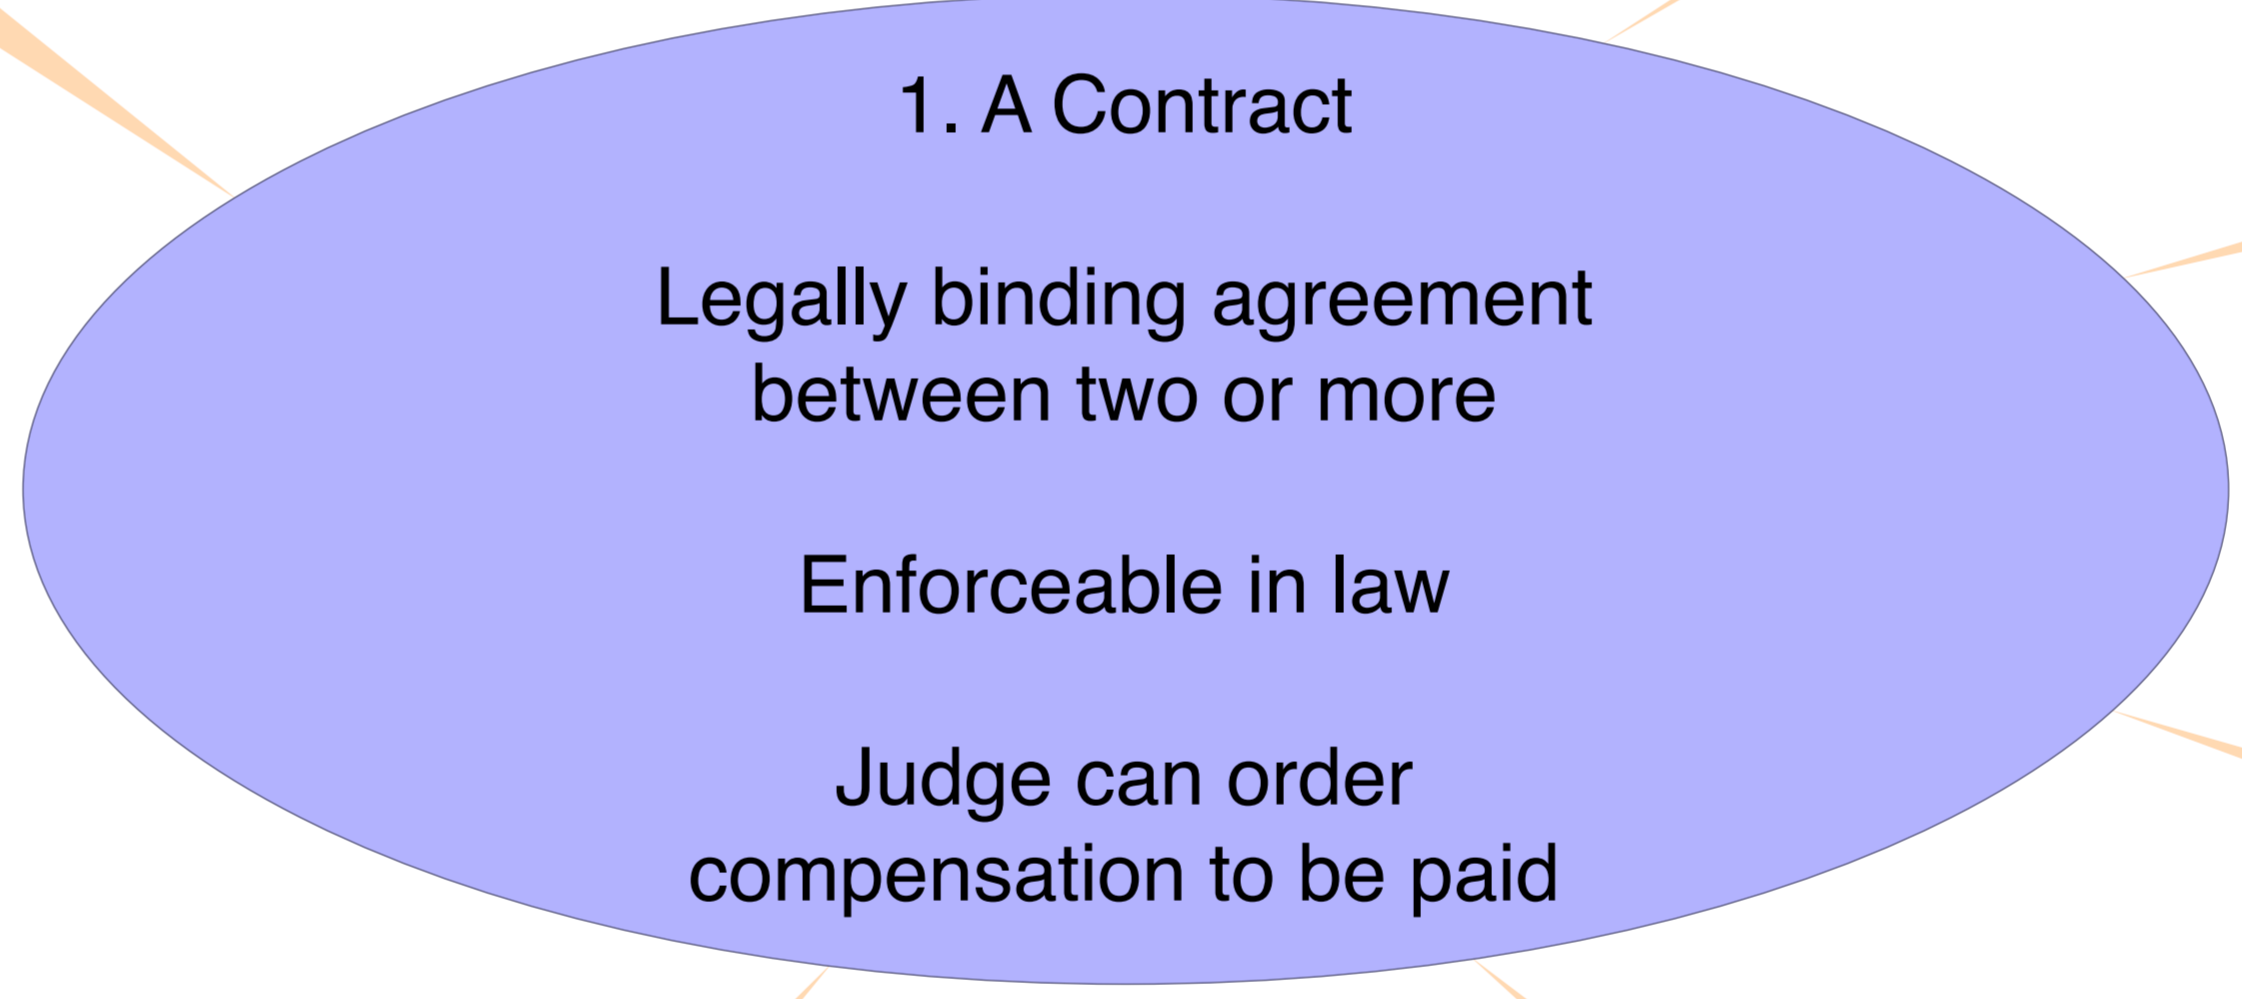 1. A Contract
Legally binding agreement
between two or more
Enforceable in law
Judge can order
compensation to be paid